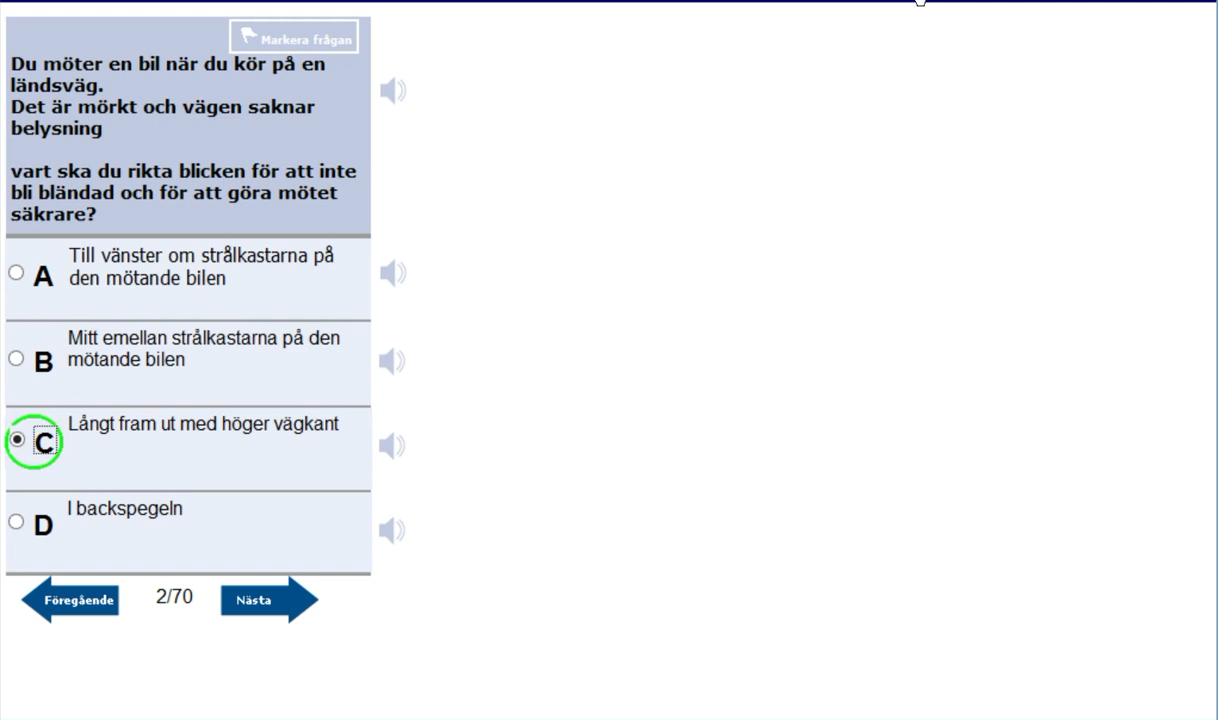 Markera frågan
Du möter en bil när du kör på en
ländsväg.
Det är mörkt och vägen saknar
belysning
vart ska du rikta blicken för att inte
bli bländad och för att göra mötet
säkrare?
A
Till vänster om strålkastarna på
den mötande bilen
B
Mitt emellan strålkastarna på den
mötande bilen
C
Långt fram ut med höger vägkant
D
I backspegeln
Föregående
2/70
Nästa